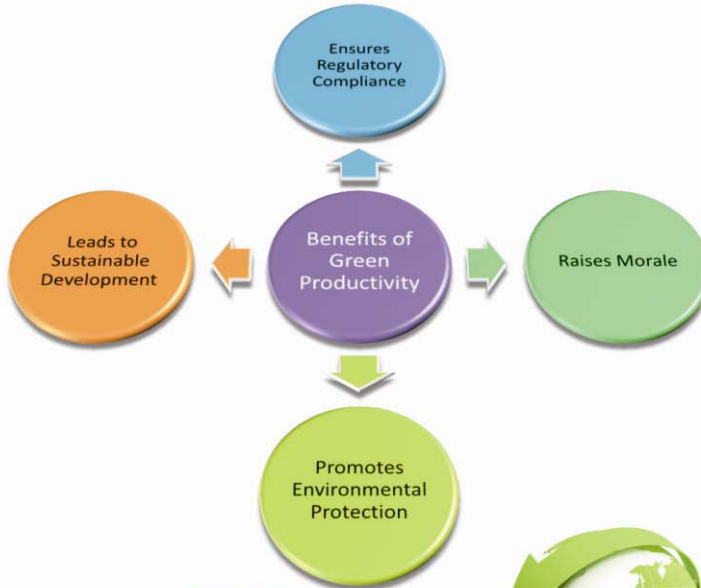 Ensures
Regulatory
Compliance
Leads to
Sustainable
Development
Benefits of
Green
Productivity
Raises Morale
Promotes
Environmental
Protection